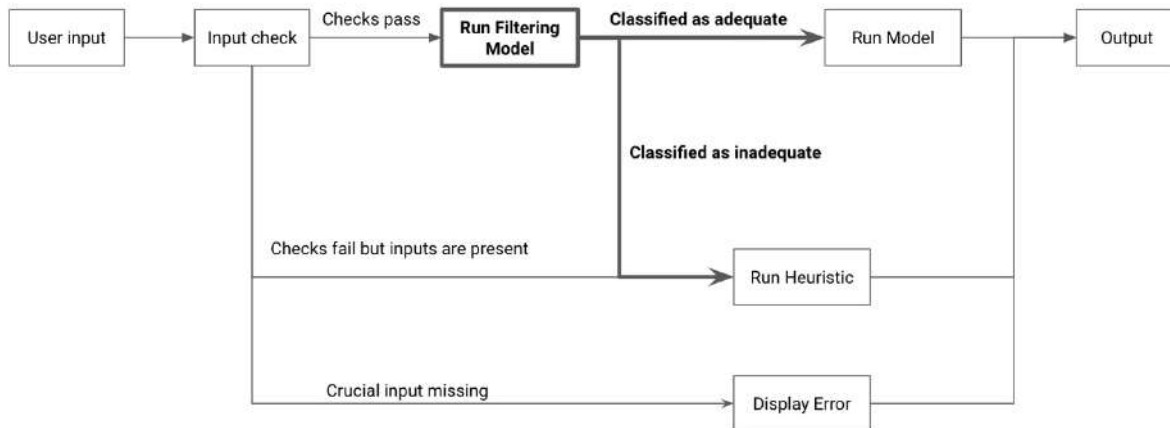 User input
Input check
Checks pass
Run Filtering
Model
Classified as adequate
Run Model
Output
Classified as inadequate
Checks fail but inputs are present
Run Heuristic
Crucial input missing
Display Error